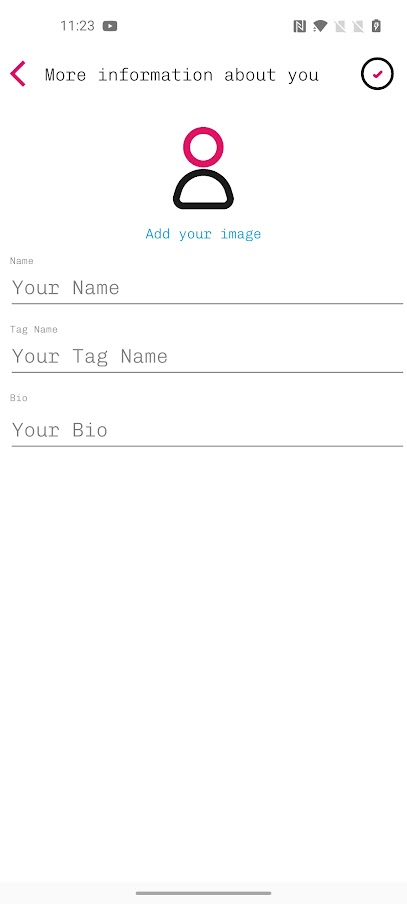 11:23
More information about you
Add your image
Name
Your Name
Tag Name
Your Tag Name
Bio
Your Bio